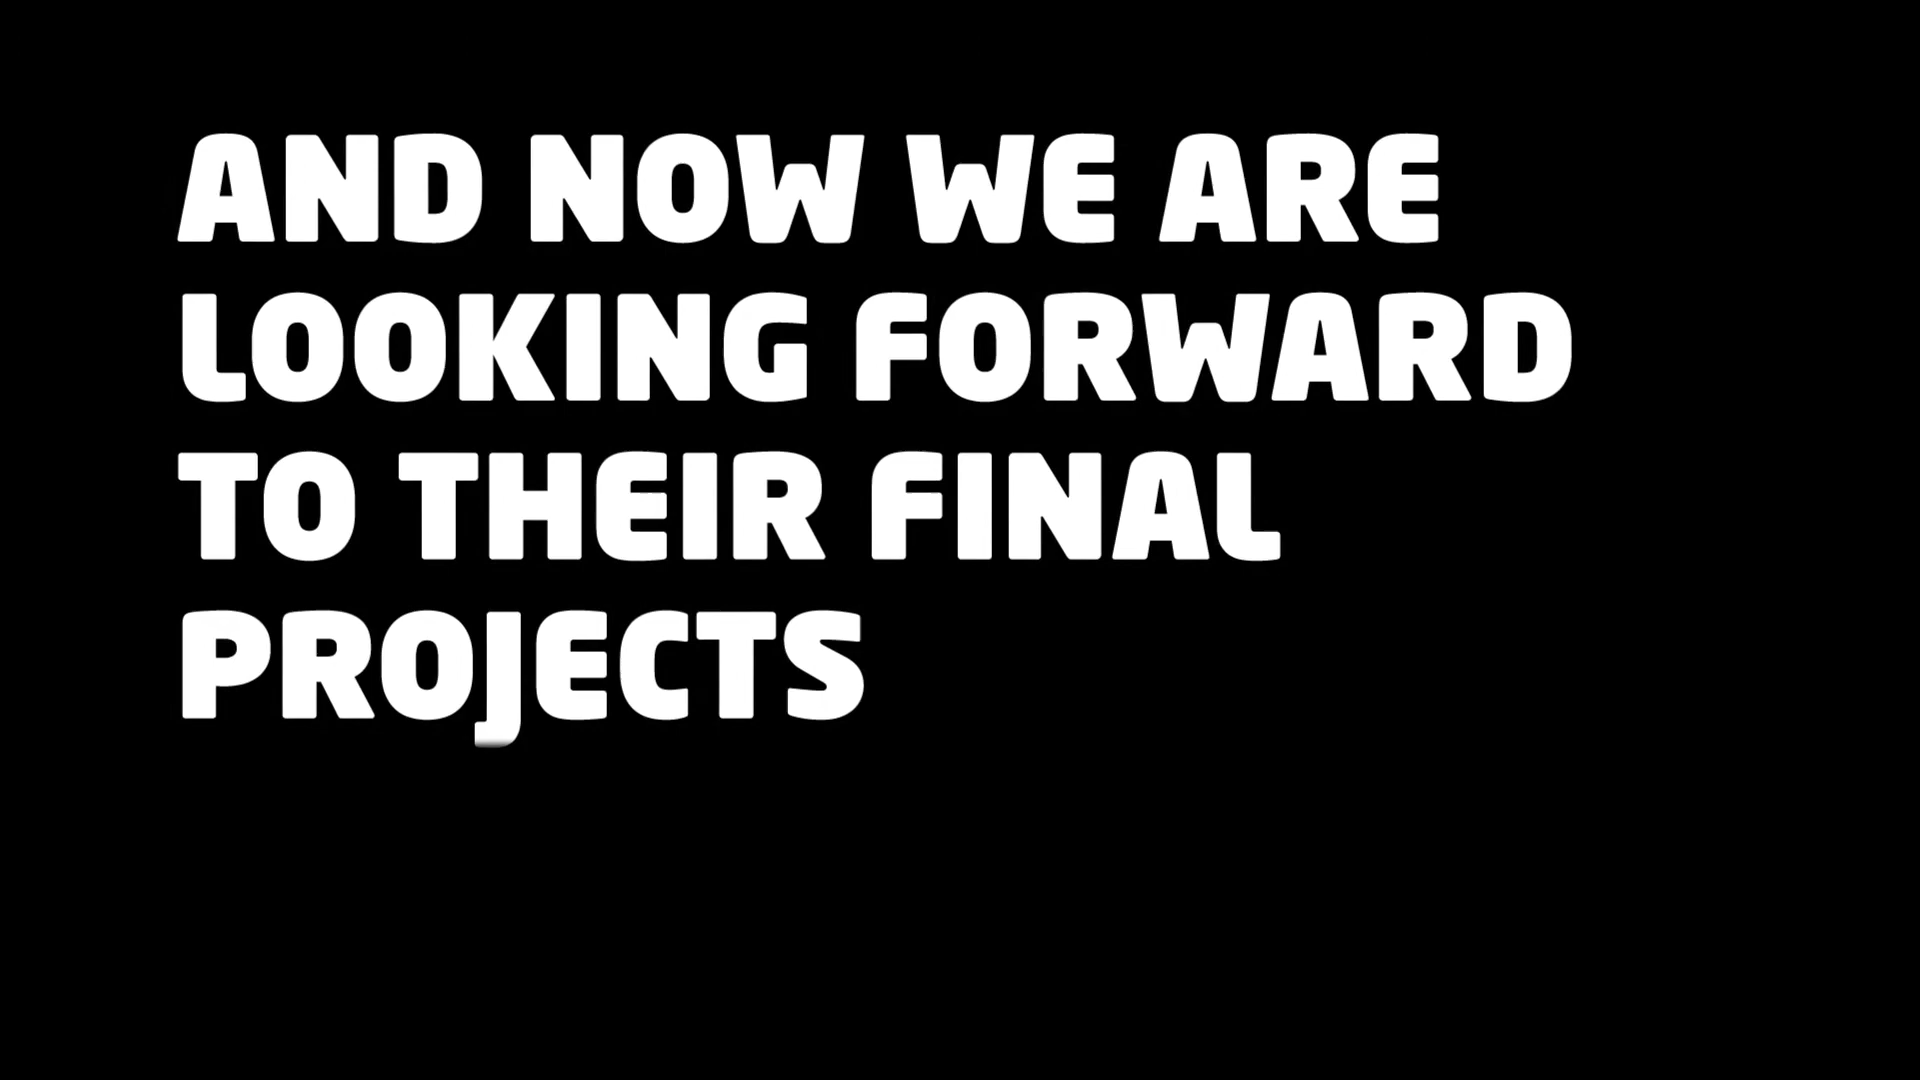 AND NOW WE ARE
LOOKING FORWARD
TO THEIR FINAL
PROJECTS